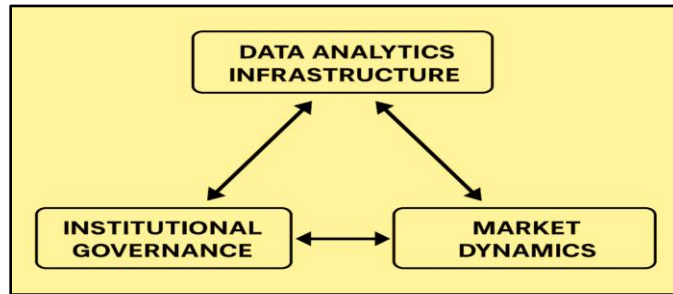 DATA ANALYTICS
INFRASTRUCTURE
INSTITUTIONAL
GOVERNANCE
MARKET
DYNAMICS